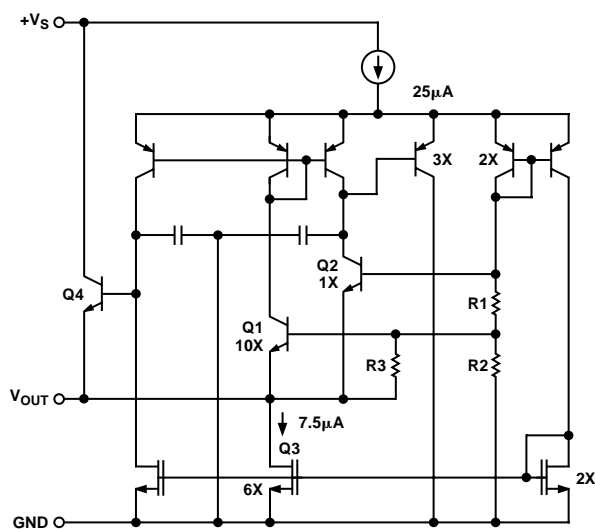 +VS
25μA
3X
2X
Q2
1X
Q4
R1
Q1
10X
R3
R2
VOUT
7.5μA
Q3
6X
2X
GND